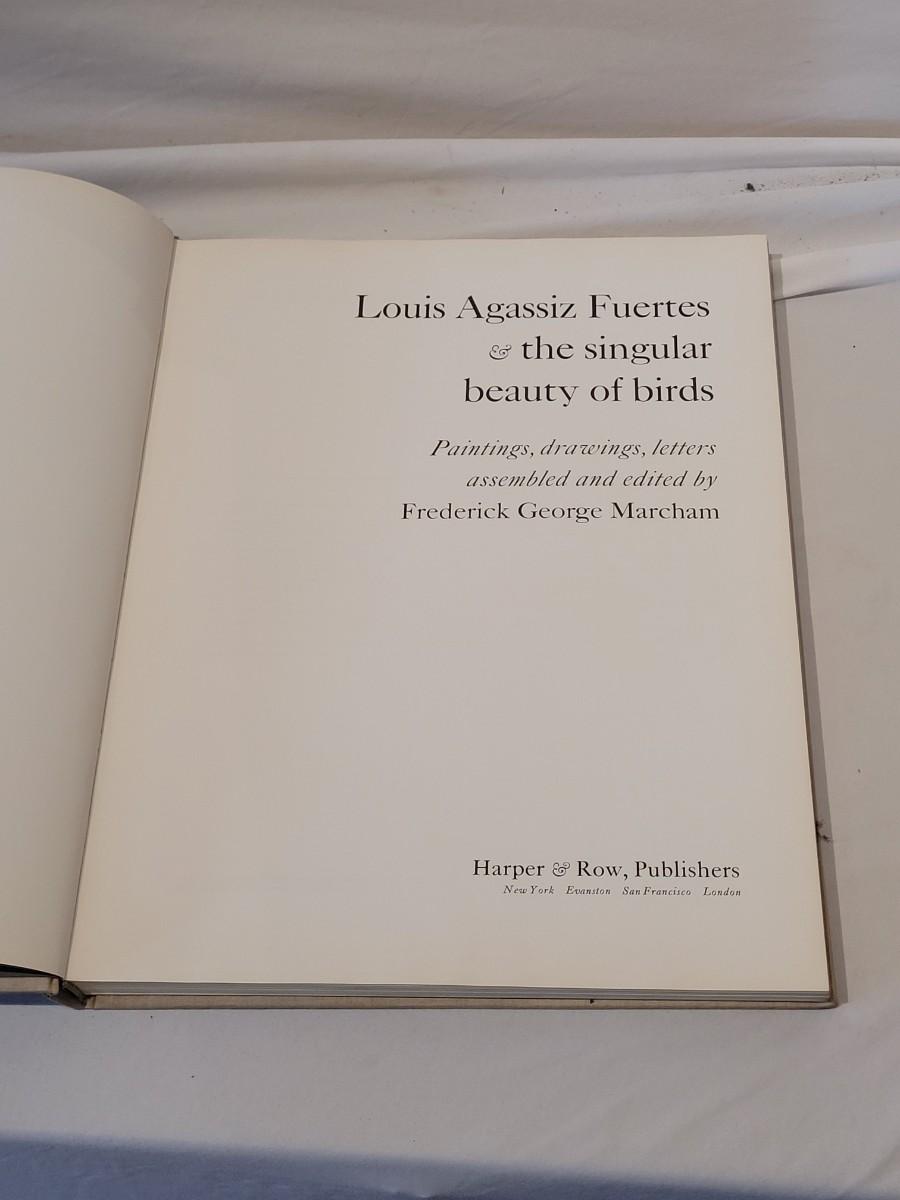 Louis Agassiz Fuertes
& the singular
beauty of birds
Paintings, drawings, letters
assembled and edited by
Frederick George Marcham
Harper & Row, Publishers
New York Evanston San Francisco London